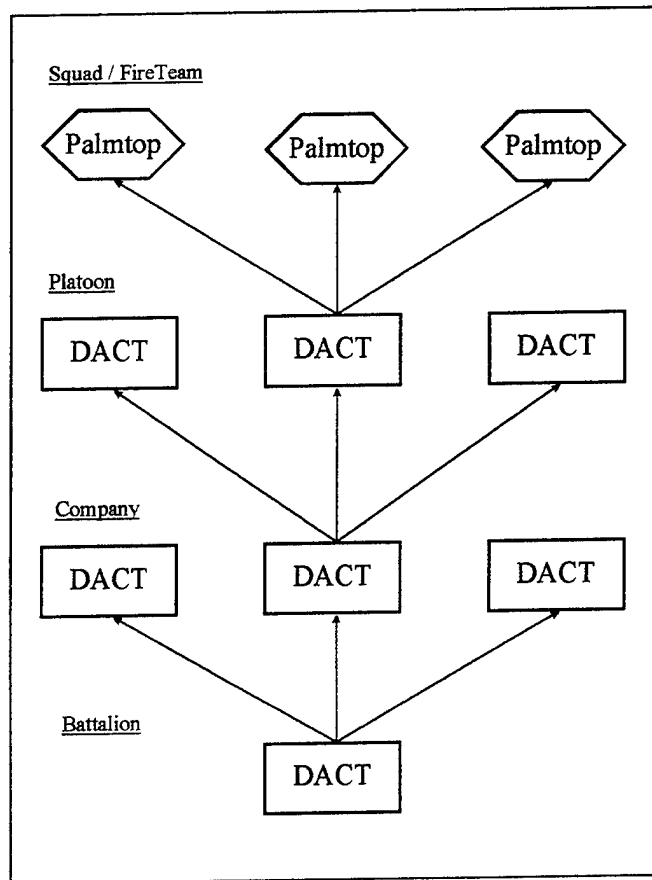 Squad / FireTeam
Palmtop
Palmtop
Palmtop
Platoon
DACT
DACT
DACT
Company
DACT
DACT
DACT
Battalion
DACT